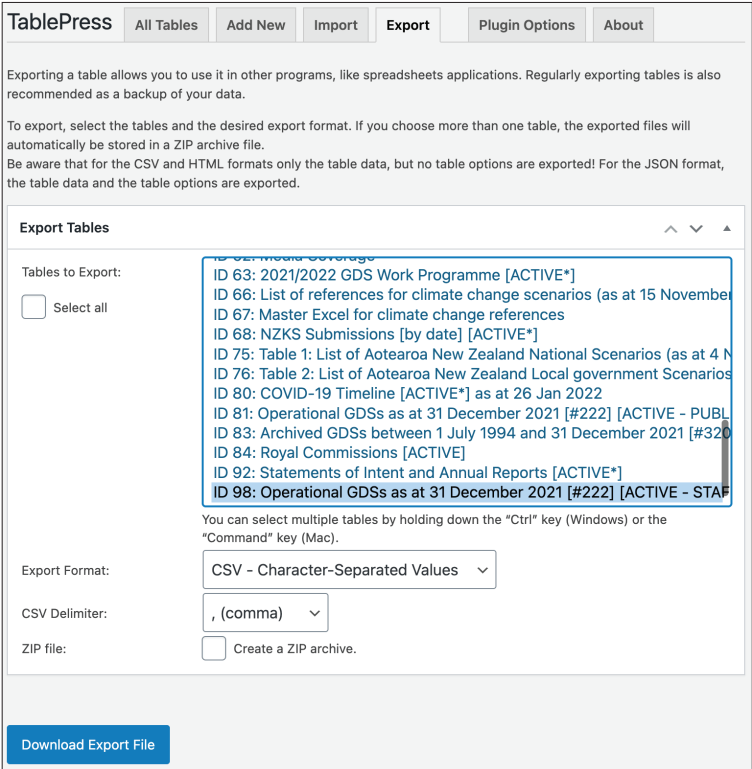 TablePress
All Tables
Add New
Import
Export
Plugin Options
About
Exporting a table allows you to use it in other programs, like spreadsheets applications. Regularly exporting tables is also
recommended as a backup of your data.
To export, select the tables and the desired export format. If you choose more than one table, the exported files will
automatically be stored in a ZIP archive file.
Be aware that for the CSV and HTML formats only the table data, but no table options are exported! For the JSON format,
the table data and the table options are exported.
Export Tables
Tables to Export:
Select all
ID 62: Media Coverage
ID 63: 2021/2022 GDS Work Programme [ACTIVE*]
ID 66: List of references for climate change scenarios (as at 15 November
ID 67: Master Excel for climate change references
ID 68: NZKS Submissions [by date] [ACTIVE*]
ID 75: Table 1: List of Aotearoa New Zealand National Scenarios (as at 4 N
ID 76: Table 2: List of Aotearoa New Zealand Local government Scenarios
ID 80: COVID-19 Timeline [ACTIVE*] as at 26 Jan 2022
ID 81: Operational GDSs as at 31 December 2021 [#222] [ACTIVE - PUBL
ID 83: Archived GDSs between 1 July 1994 and 31 December 2021 [#320
ID 84: Royal Commissions [ACTIVE]
ID 92: Statements of Intent and Annual Reports [ACTIVE*]
ID 98: Operational GDSs as at 31 December 2021 [#222] [ACTIVE - STAF
You can select multiple tables by holding down the “Ctrl” key (Windows) or the
“Command” key (Mac).
Export Format:
CSV - Character-Separated Values
CSV Delimiter:
, (comma)
ZIP file:
Create a ZIP archive.
Download Export File